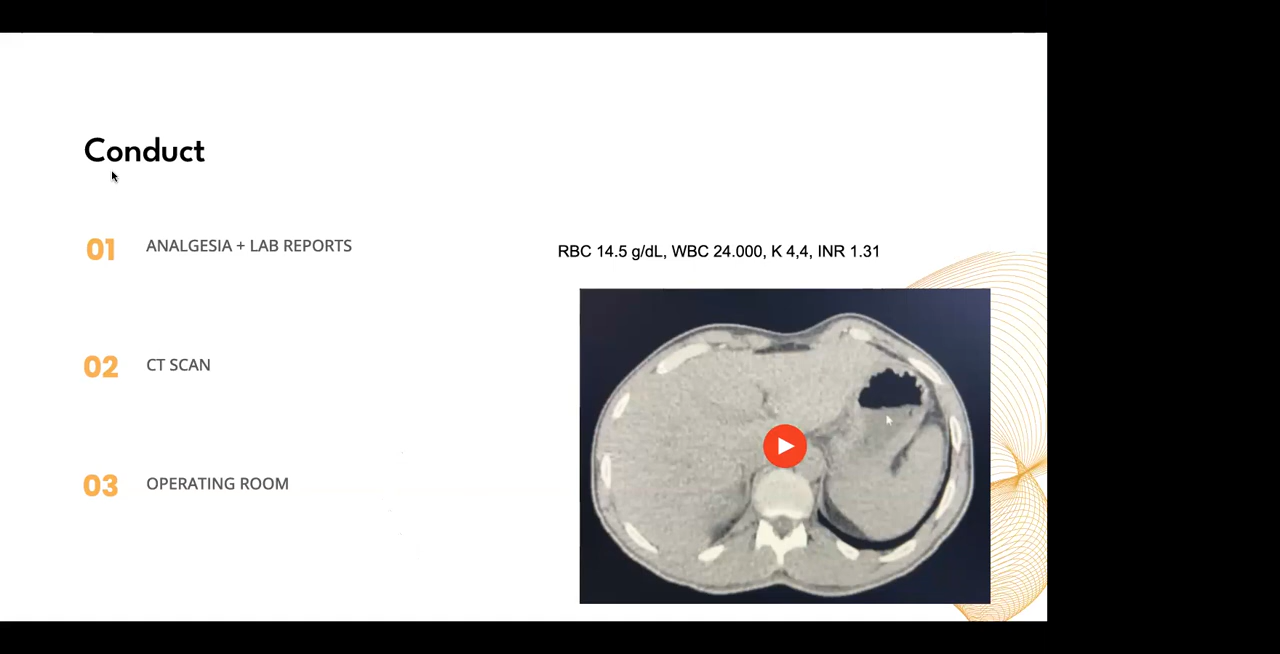 Conduct
01 ANALGESIA + LAB REPORTS
RBC 14.5 g/dL, WBC 24.000, K 4,4, INR 1.31
02 CT SCAN
03 OPERATING ROOM